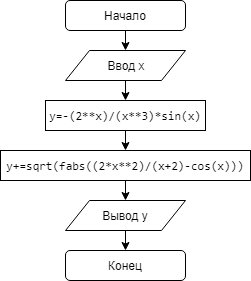 Начало
Ввод x
y=-(2**x)/(x**3)*sin(x)
y+=sqrt(fabs((2*x**2)/(x+2)-cos(x)))
Вывод y
Конец